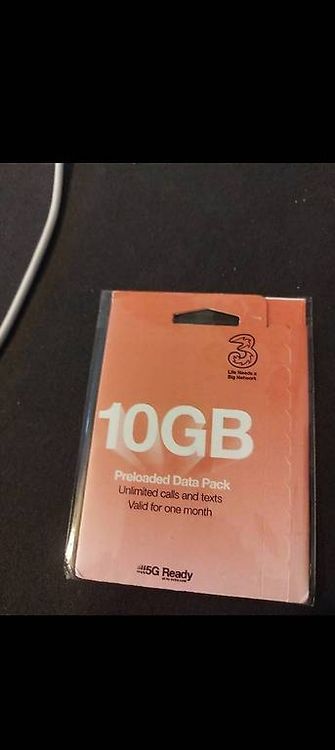 3
Life Needs a
Big Network
10GB
Preloaded Data Pack
Unlimited calls and texts
Valid for one month
5G Ready